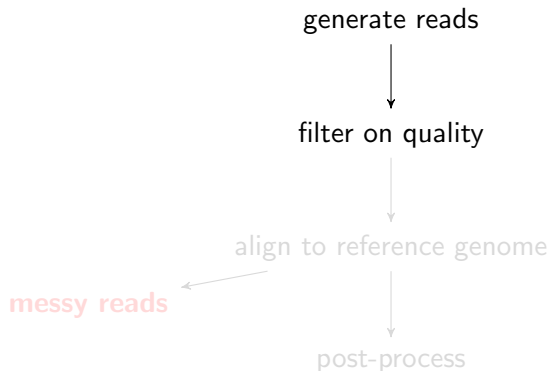 generate reads
filter on quality
align to reference genome
messy reads
post-process